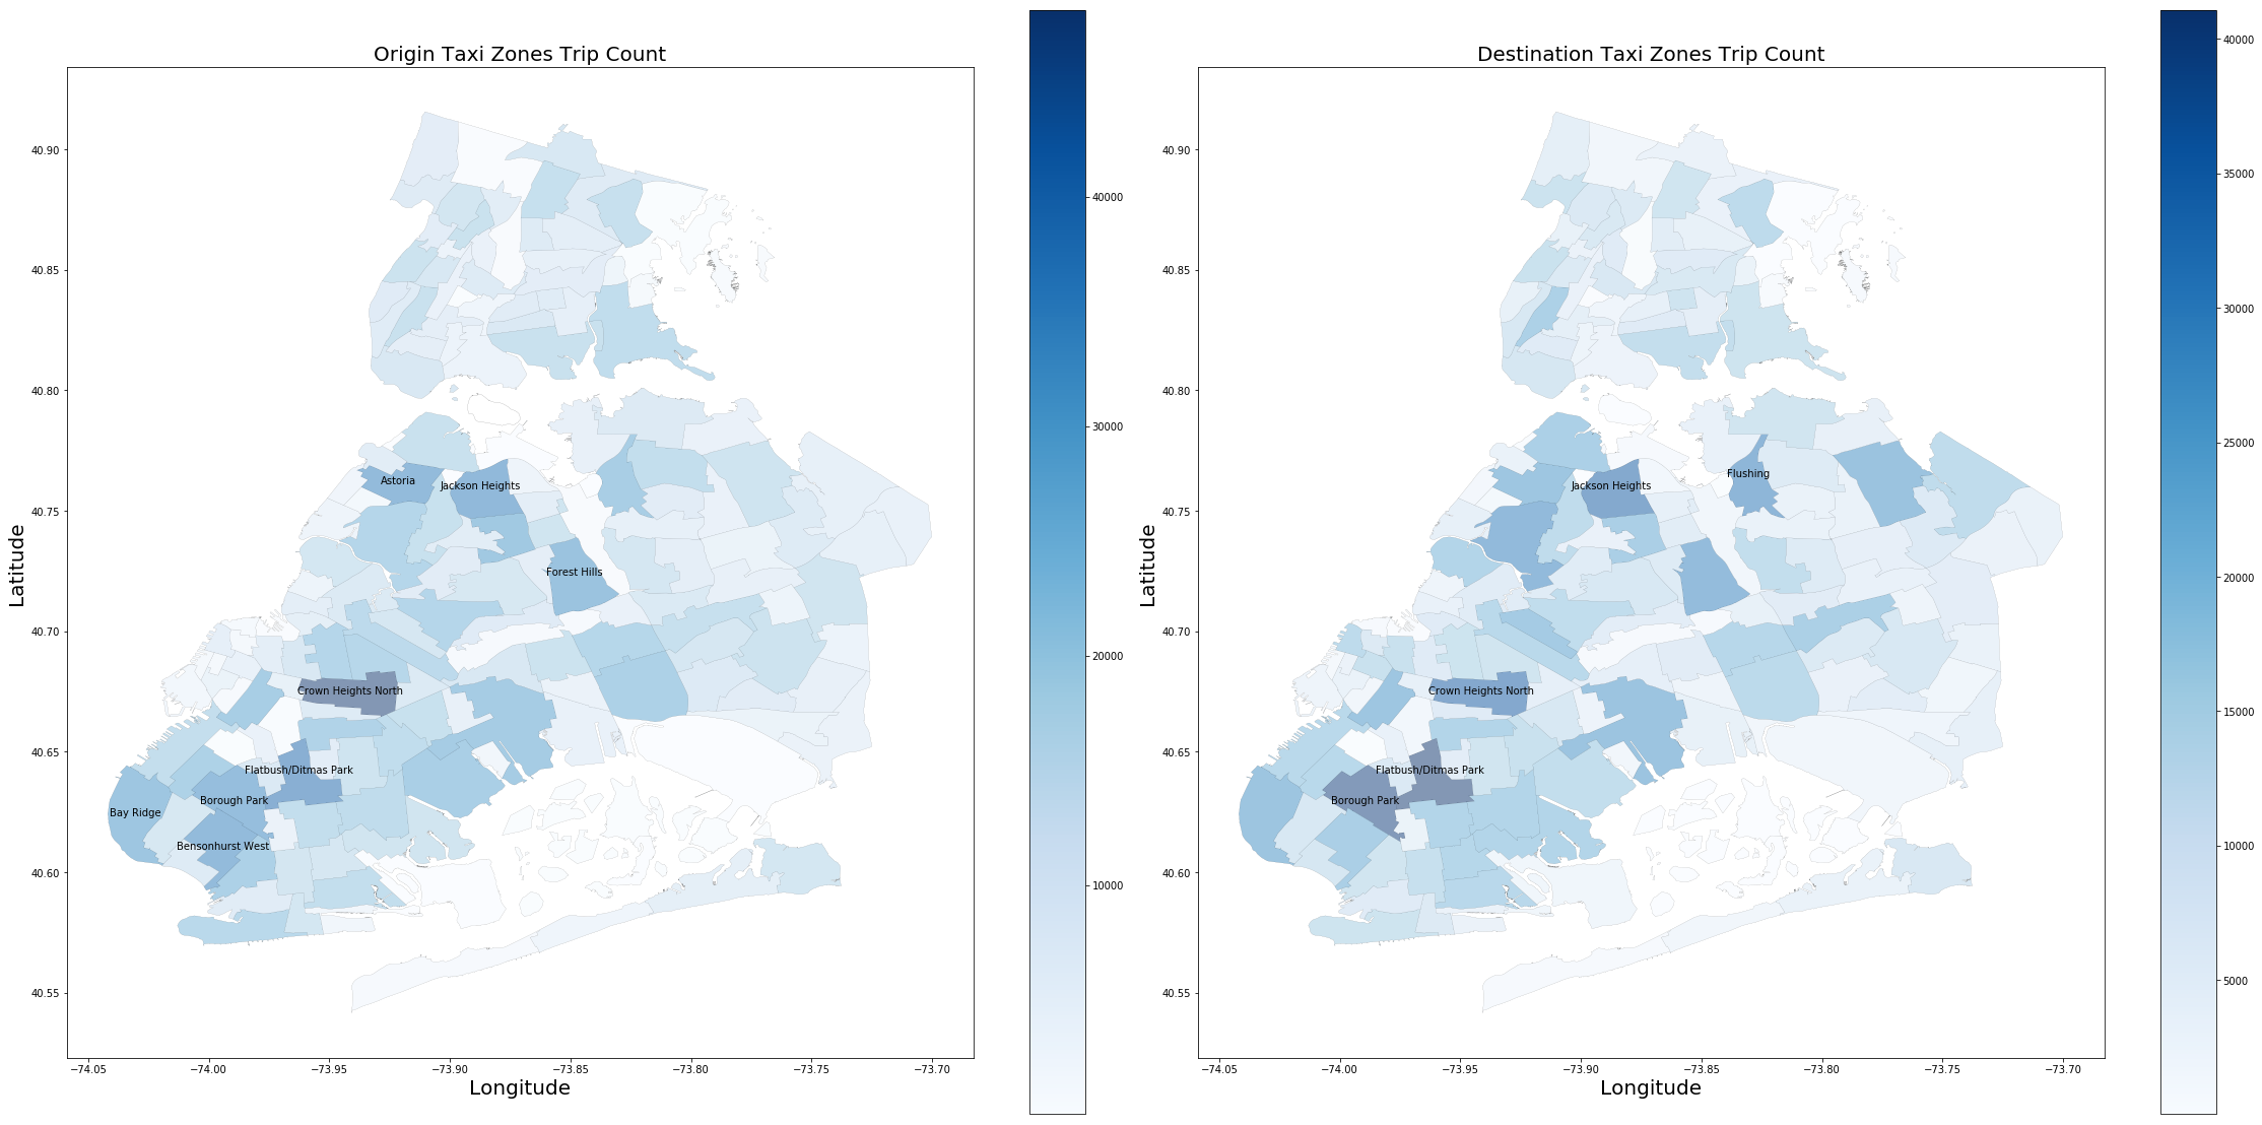 Origin Taxi Zones Trip Count
Latitude
40.90
40.85
40.80
40.75
40.70
40.65
40.60
40.55
Astoria
Jackson Heights
Forest Hills
Crown Heights North
Flatbush/Ditmas Park
Borough Park
Bay Ridge
Bensonhurst West
−74.05 −74.00 −73.95 −73.90 −73.85 −73.80 −73.75 −73.70
Longitude
40000
30000
20000
10000
Destination Taxi Zones Trip Count
Latitude
40.90
40.85
40.80
40.75
40.70
40.65
40.60
40.55
Flushing
Jackson Heights
Crown Heights North
Flatbush/Ditmas Park
Borough Park
−74.05 −74.00 −73.95 −73.90 −73.85 −73.80 −73.75 −73.70
Longitude
40000
35000
30000
25000
20000
15000
10000
5000